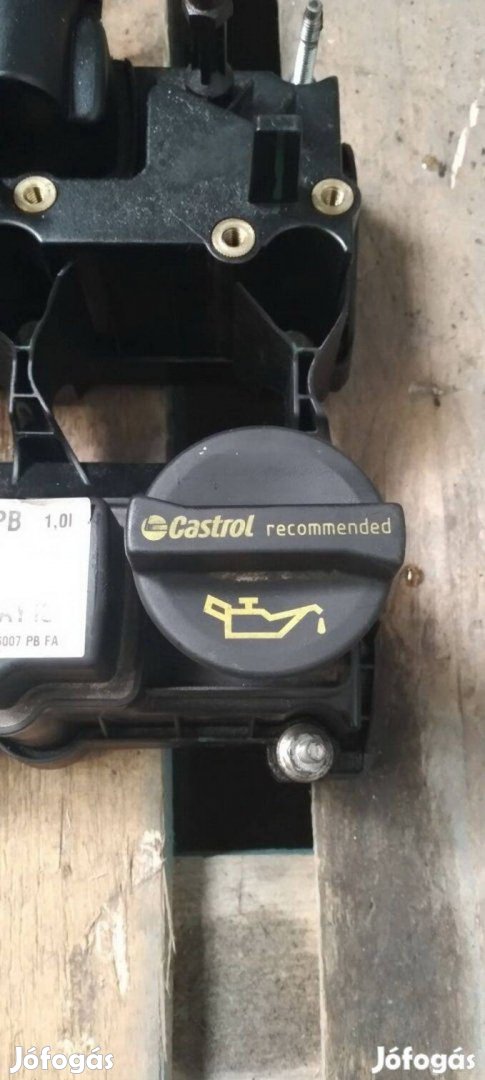 PB 1,0l
Castrol recommended
6007 PB FA
Jófogás
Jófogás